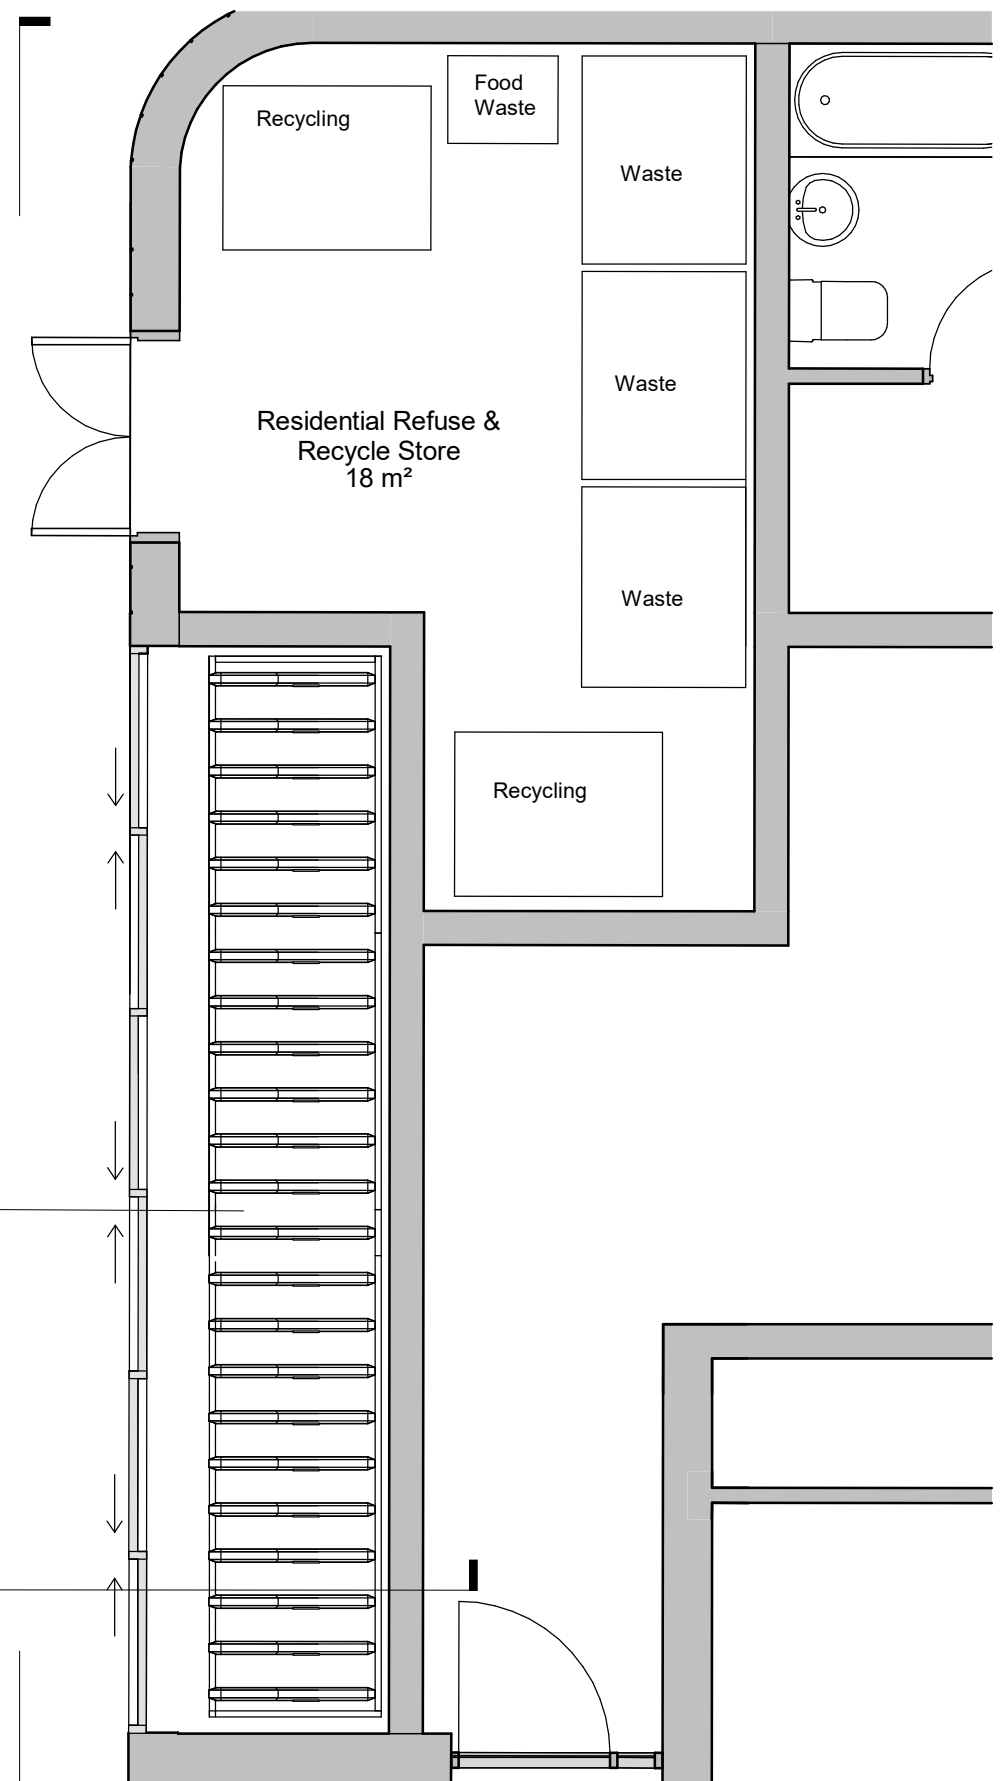 Recycling
Food
Waste
Waste
Waste
Residential Refuse &
Recycle Store
18 m²
Waste
Recycling